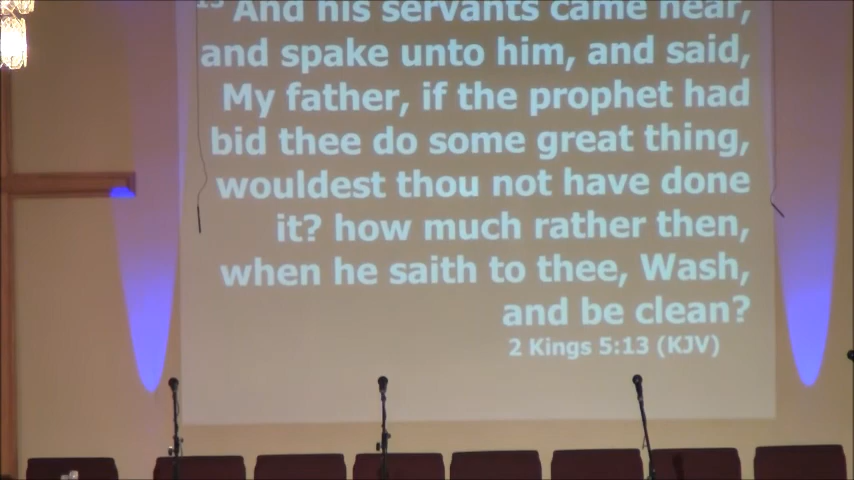 13 And his servants came near,
and spake unto him, and said,
My father, if the prophet had
bid thee do some great thing,
wouldest thou not have done
it? how much rather then,
when he saith to thee, Wash,
and be clean?
2 Kings 5:13 (KJV)